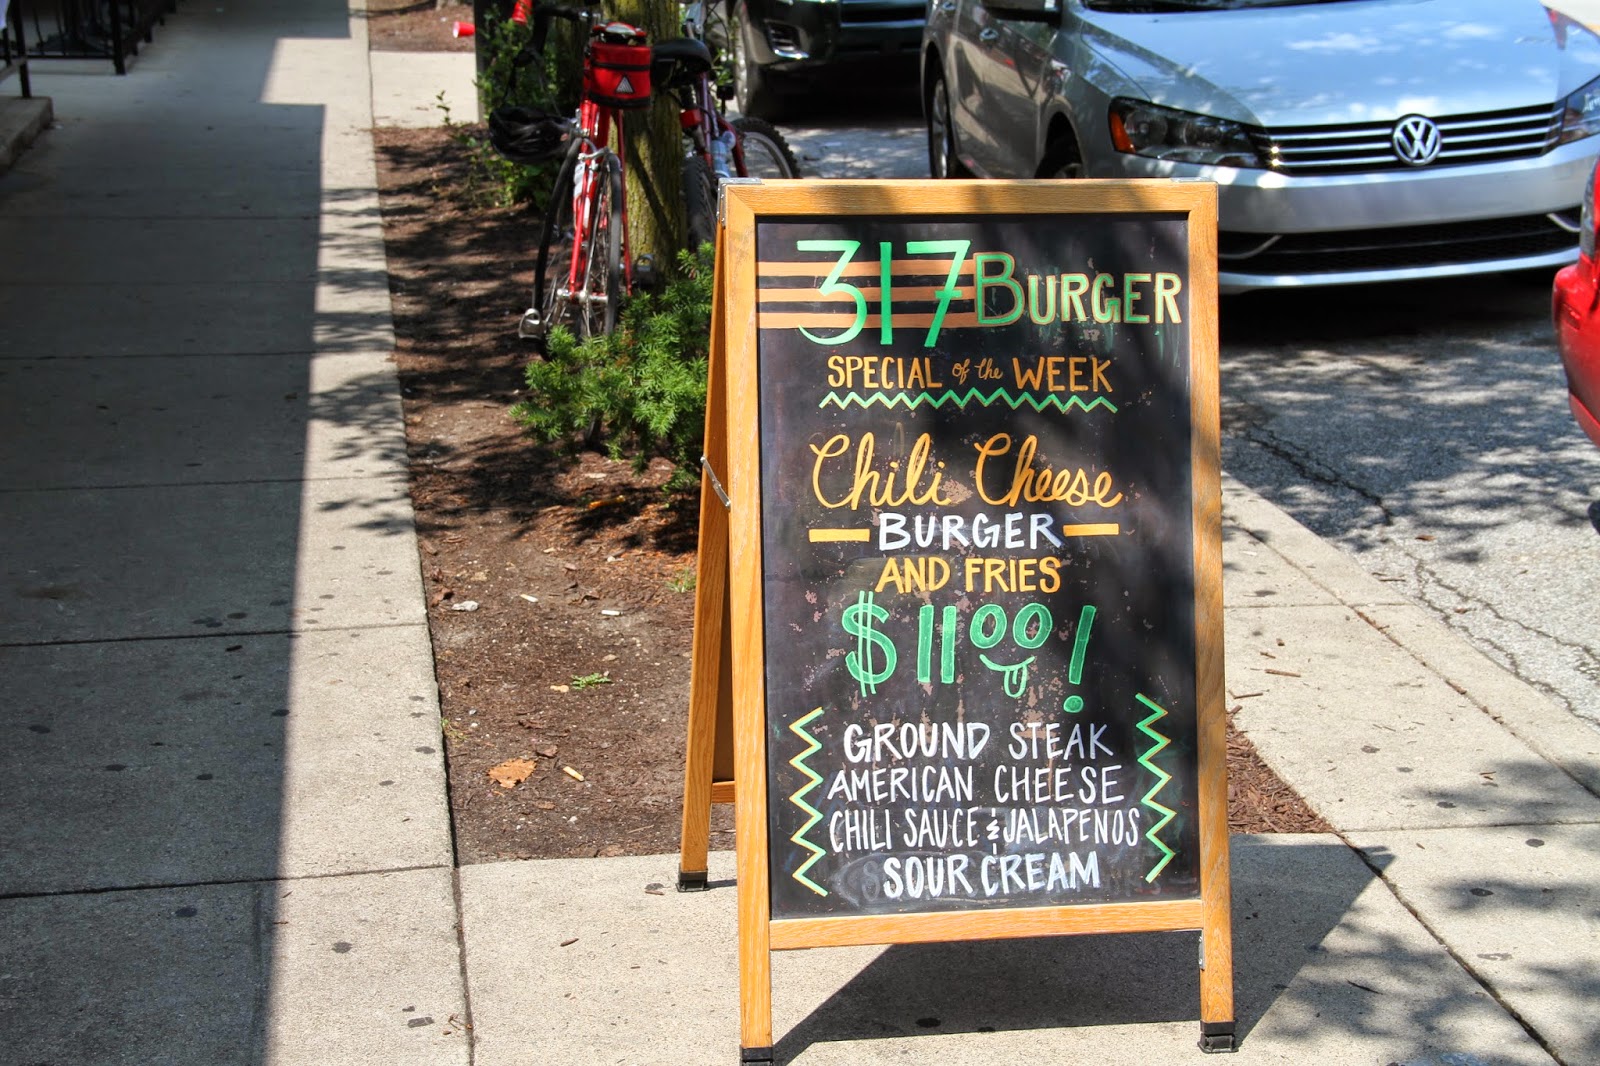 317 BURGER
SPECIAL of the WEEK
Chili Cheese
BURGER
AND FRIES
$11.00!
GROUND STEAK
AMERICAN CHEESE
CHILI SAUCE & JALAPENOS
SOUR CREAM